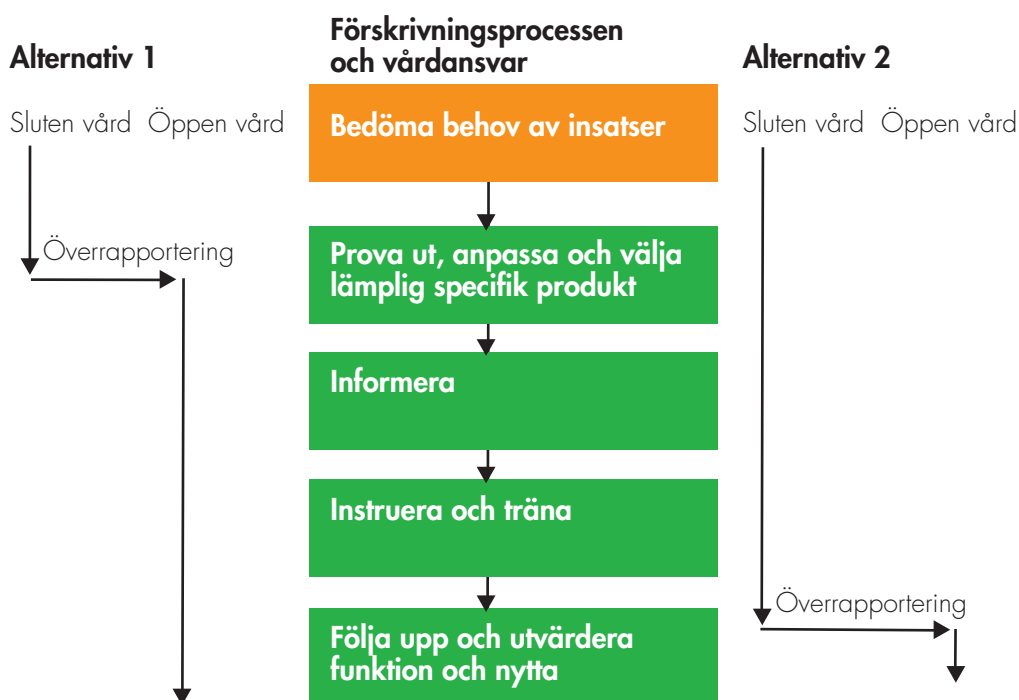 Förskrivningsprocessen
och vårdansvar
Alternativ 1
Alternativ 2
Sluten vård Öppen vård
Bedöma behov av insatser
Sluten vård Öppen vård
Överrapportering
Prova ut, anpassa och välja
lämplig specifik produkt
Informera
Instruera och träna
Överrapportering
Följa upp och utvärdera
funktion och nytta